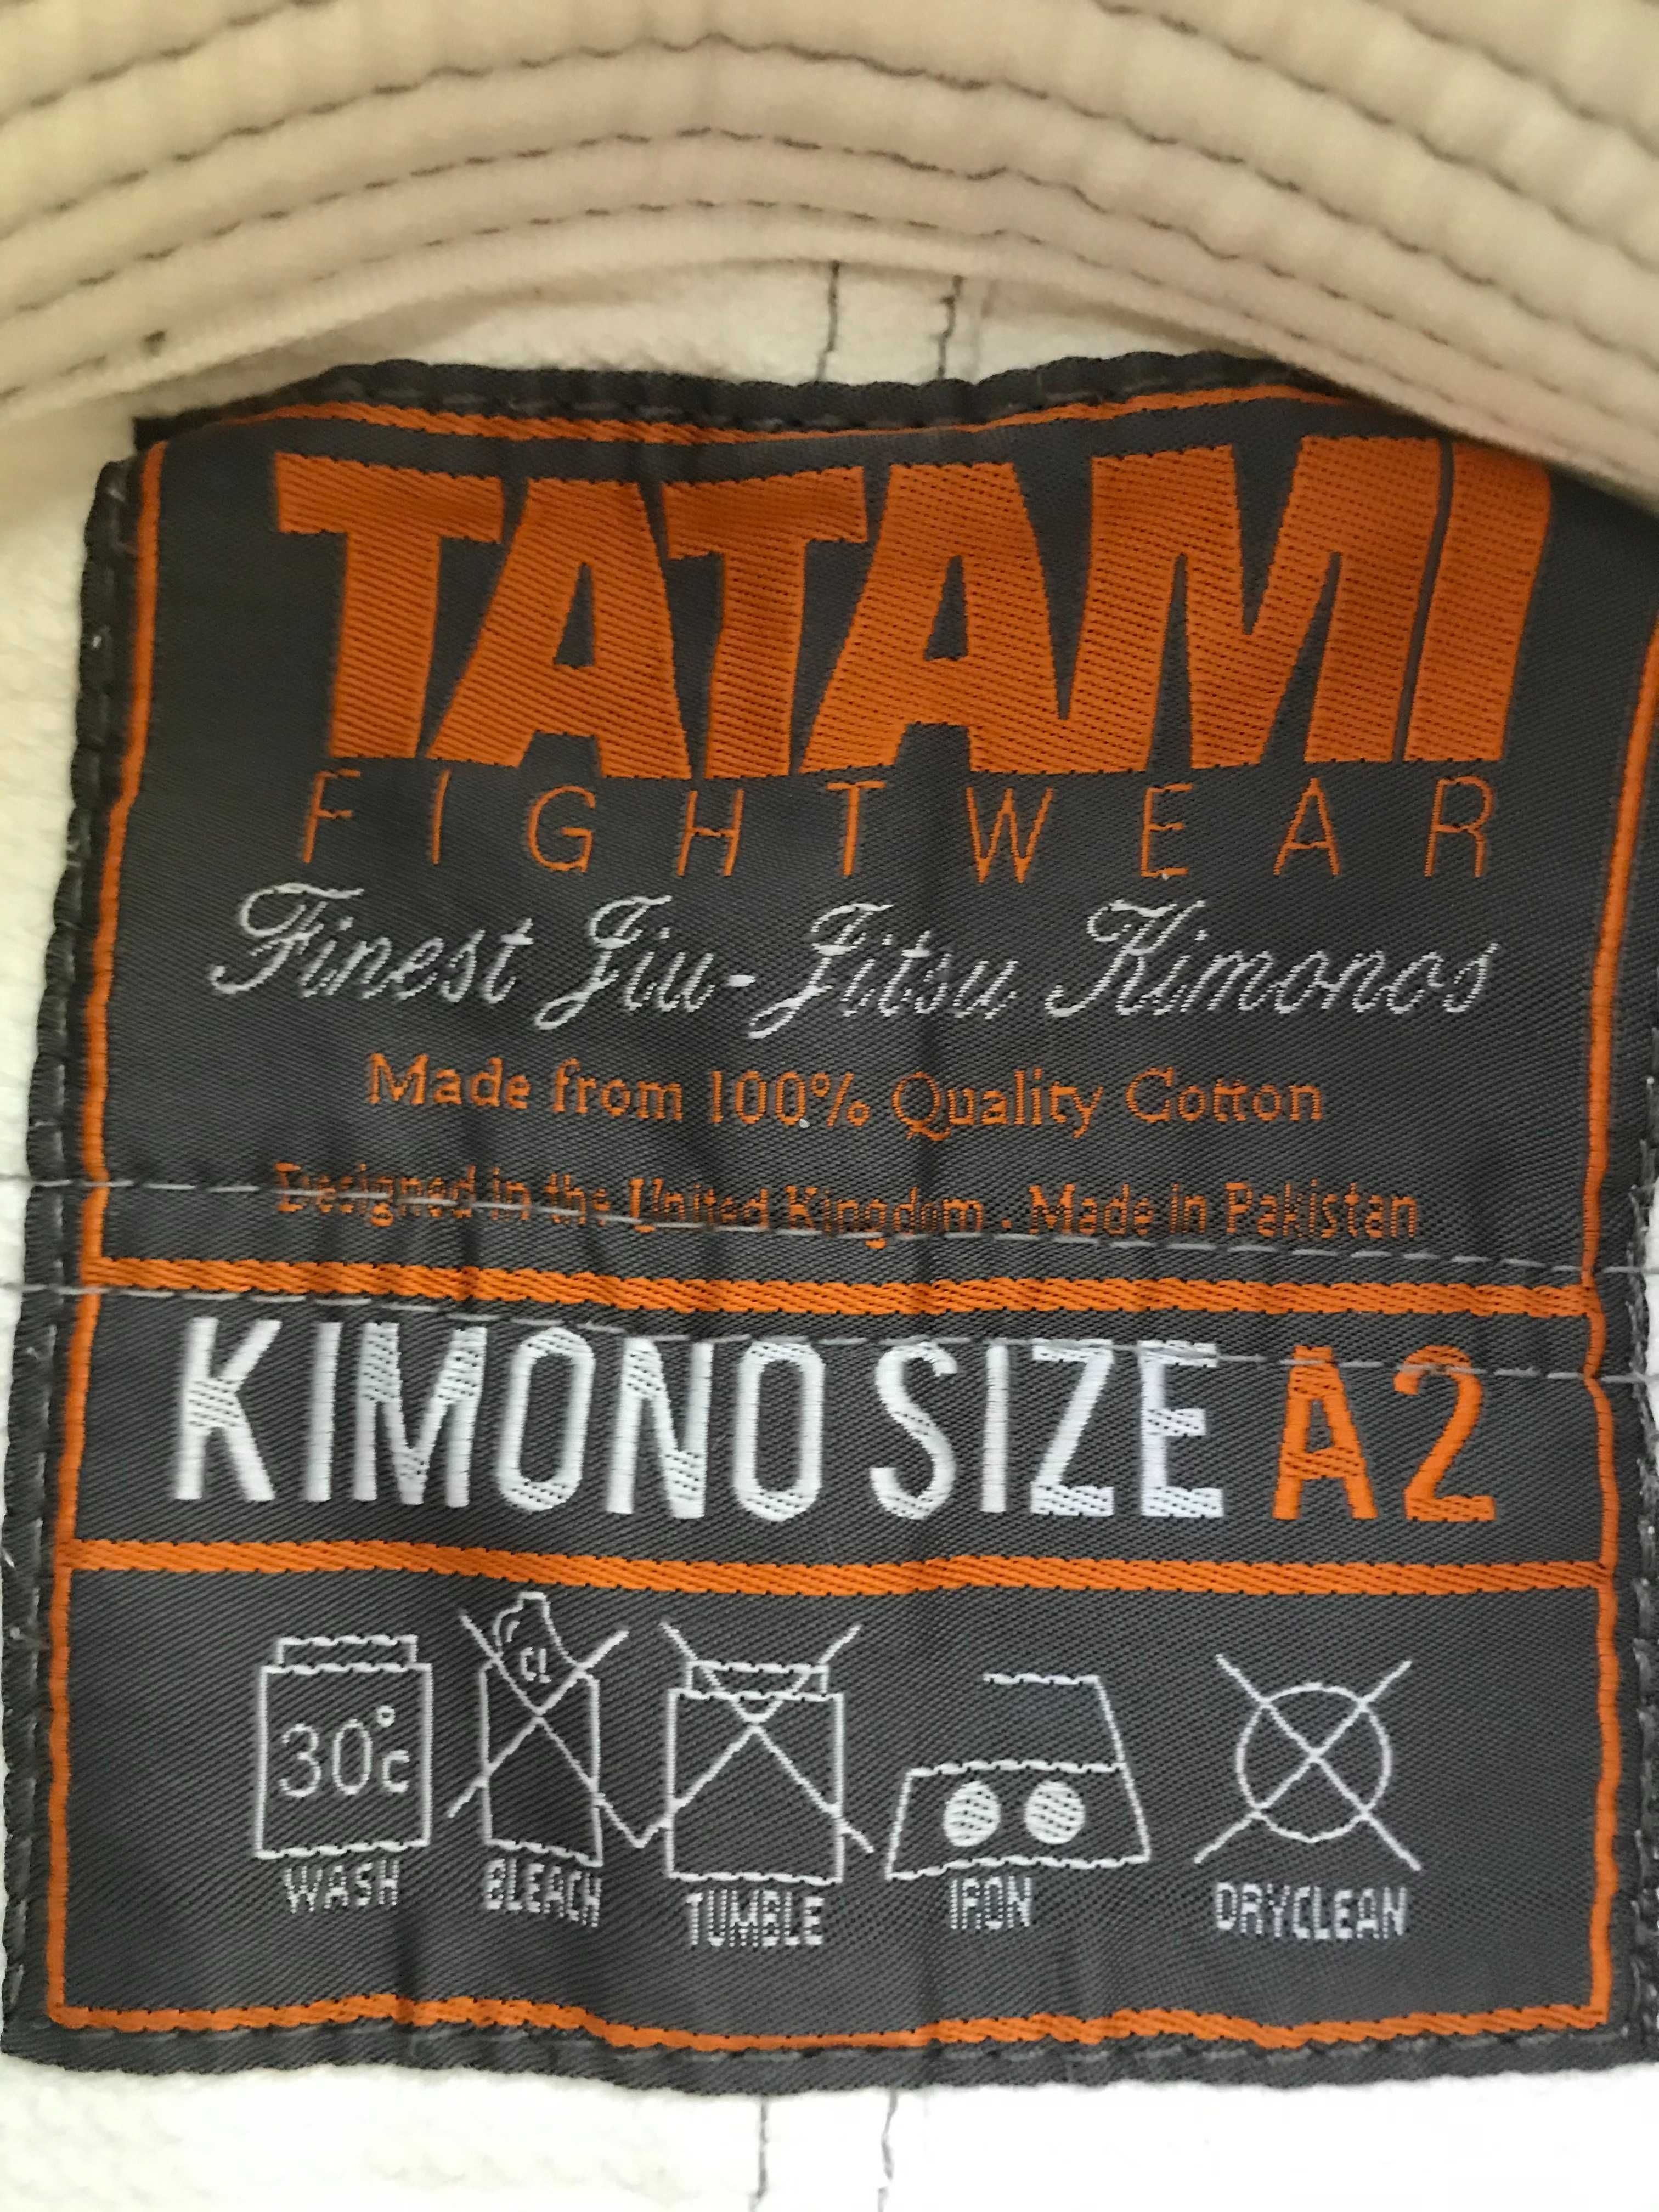 TATAMI
FIGHTWEAR
Finest Jiu-Jitsu Kimonos
Made from 100% Quality Cotton
Designed in the United Kingdom . Made in Pakistan
KIMONO SIZE A2
Cl
30°c
WASH BLEACH TUMBLE IRON DRYCLEAN